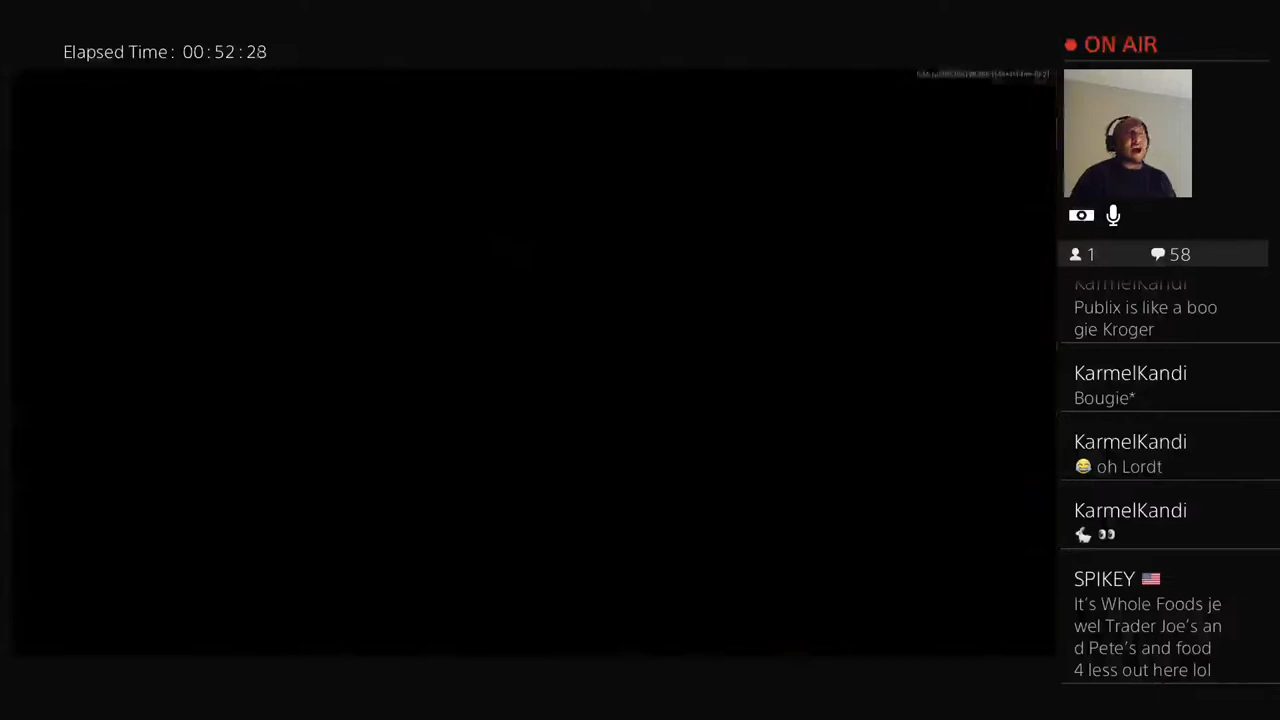 Elapsed Time: 00:52:28
ON AIR
1
58
KarmelKandi
Publix is like a boo
gie Kroger
KarmelKandi
Bougie*
KarmelKandi
😂 oh Lordt
KarmelKandi
🐇 👀
SPIKEY 🇺🇸
It’s Whole Foods je
wel Trader Joe’s an
d Pete’s and food
4 less out here lol